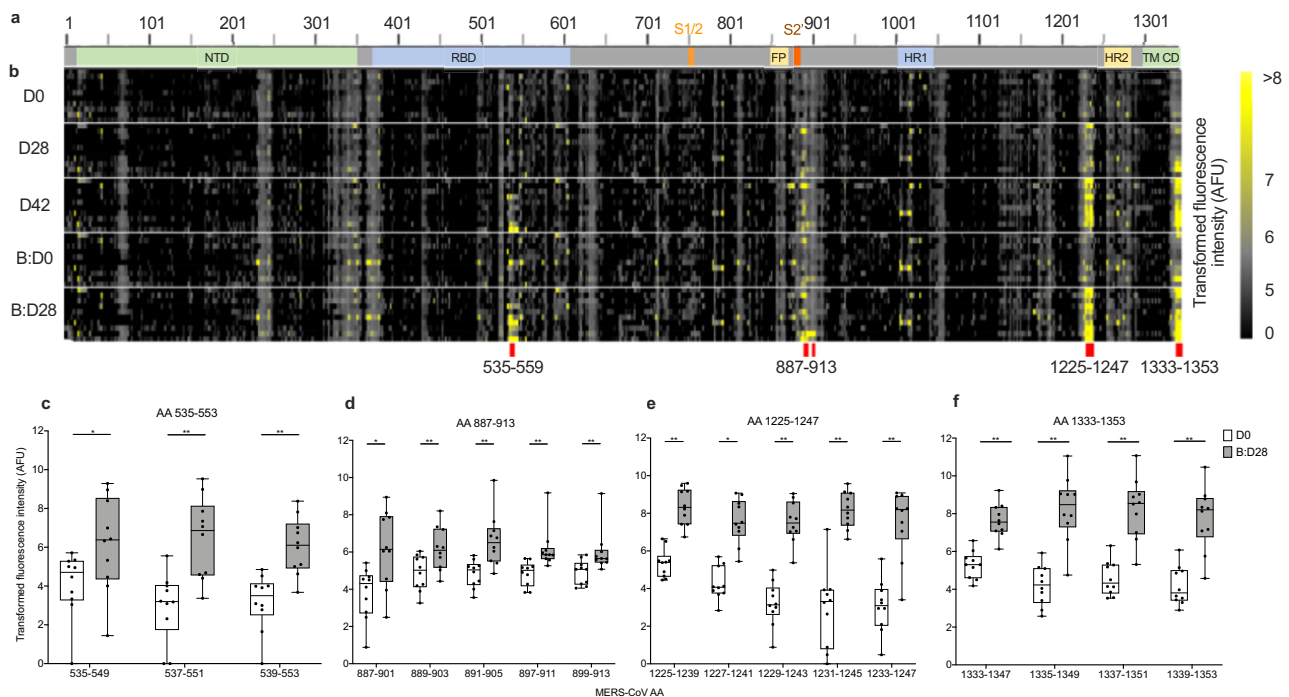 a
1 101 201 301 401 501 601 701 801 901 1001 1101 1201 1301
S1/2 S2'
NTD RBD FP HR1 HR2 TM CD
b
D0
D28
D42
B:D0
B:D28
>8
7
6
5
0
Transformed fluorescence
intensity (AFU)
535-559 887-913 1225-1247 1333-1353
c
AA 535-553
* ** **
12
10
8
6
4
2
0
Transformed fluorescence intensity (AFU)
535-549 537-551 539-553
d
AA 887-913
* ** ** ** **
12
10
8
6
4
2
0
887-901 889-903 891-905 897-911 899-913
e
AA 1225-1247
** * ** ** **
12
10
8
6
4
2
0
1225-1239 1227-1241 1229-1243 1231-1245 1233-1247
f
AA 1333-1353
** ** ** **
12
10
8
6
4
2
0
1333-1347 1335-1349 1337-1351 1339-1353
D0
B:D28
MERS-CoV AA